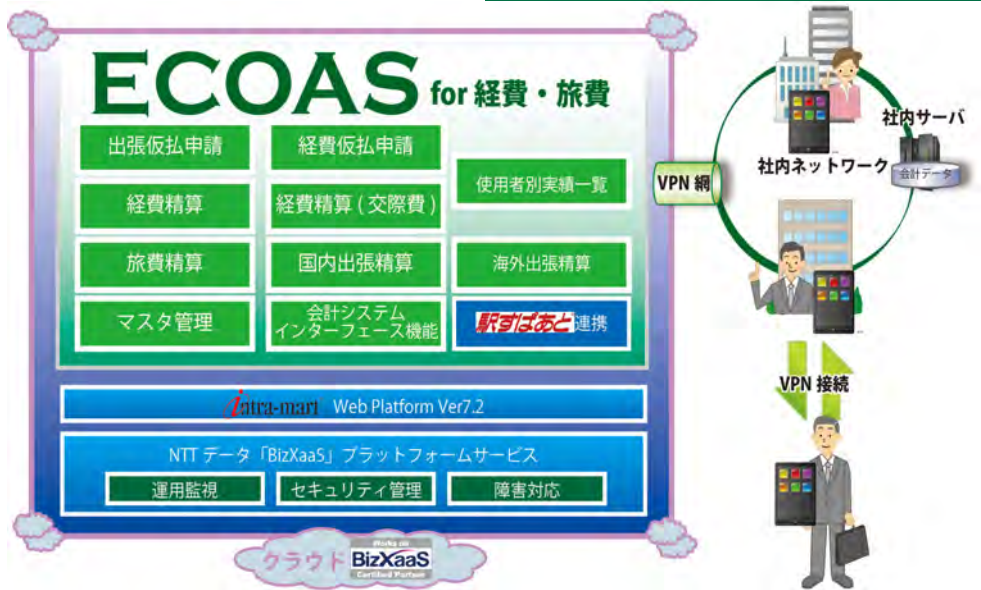 ECOAS for 経費・旅費
出張仮払申請
経費仮払申請
使用者別実績一覧
経費精算
経費精算 ( 交際費 )
旅費精算
国内出張精算
海外出張精算
マスタ管理
会計システム
インターフェース機能
駅すぱあと連携
intra-mart Web Platform Ver7.2
NTT データ「BizXaaS」プラットフォームサービス
運用監視
セキュリティ管理
障害対応
クラウド
Works on
BizXaaS
Certified Partner
VPN 網
社内ネットワーク
社内サーバ
会計データ
VPN 接続